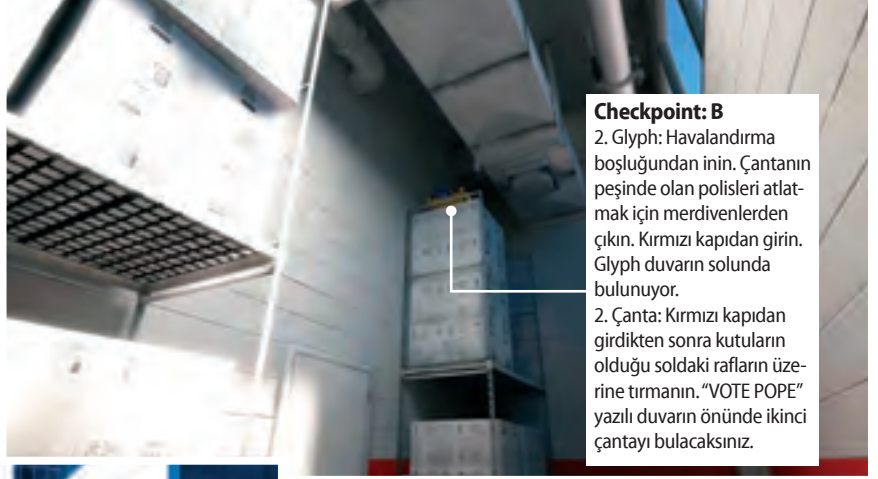 Checkpoint: B
2. Glyph: Havalandırma
boşluğundan inin. Çantanın
peşinde olan polisleri atlat-
mak için merdivenlerden
çıkın. Kırmızı kapıdan girin.
Glyph duvarın solunda
bulunuyor.
2. Çanta: Kırmızı kapıdan
girdikten sonra kutuların
olduğu soldaki rafların üze-
rine tırmanın. “VOTE POPE”
yazılı duvarın önünde ikinci
çantayı bulacaksınız.